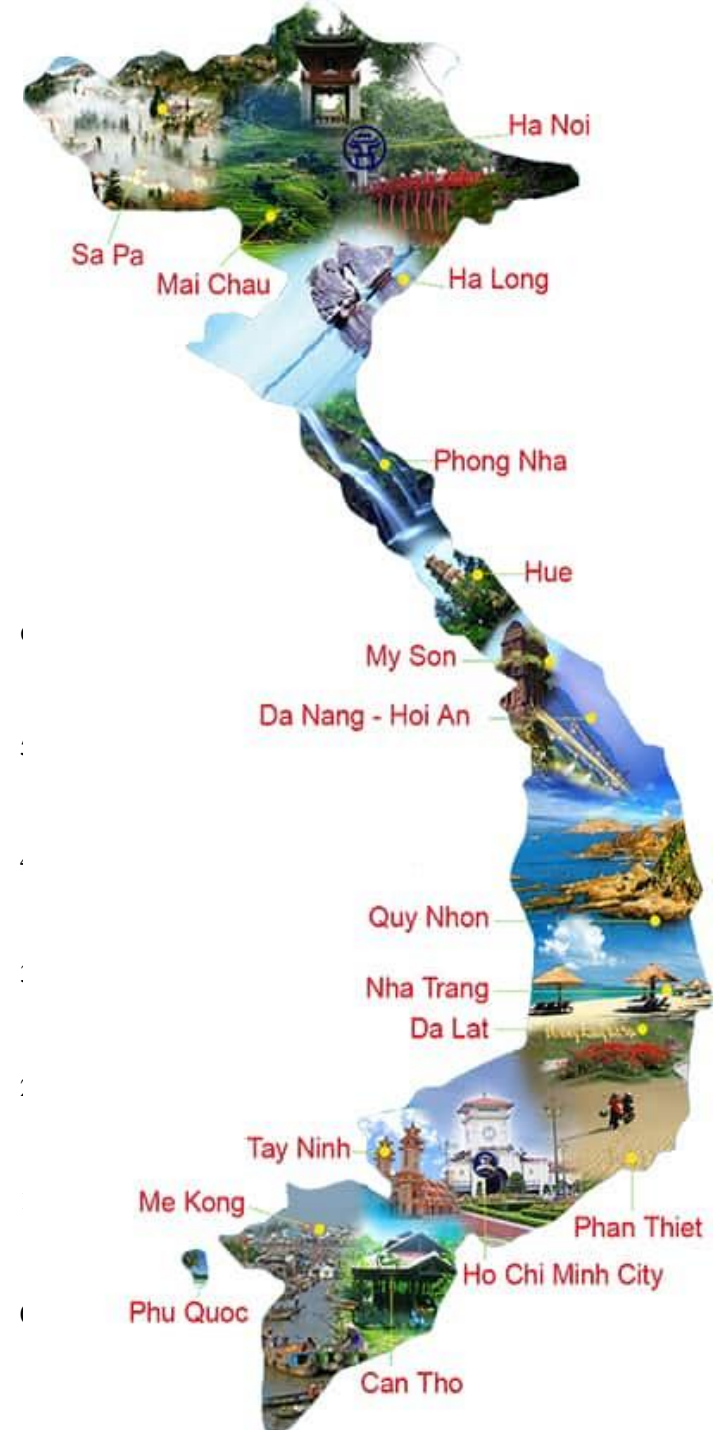 Ha Noi
Sa Pa
Mai Chau
Ha Long
Phong Nha
Hue
My Son
Da Nang - Hoi An
Quy Nhon
Nha Trang
Da Lat
Tay Ninh
Me Kong
Phan Thiet
Ho Chi Minh City
Phu Quoc
Can Tho